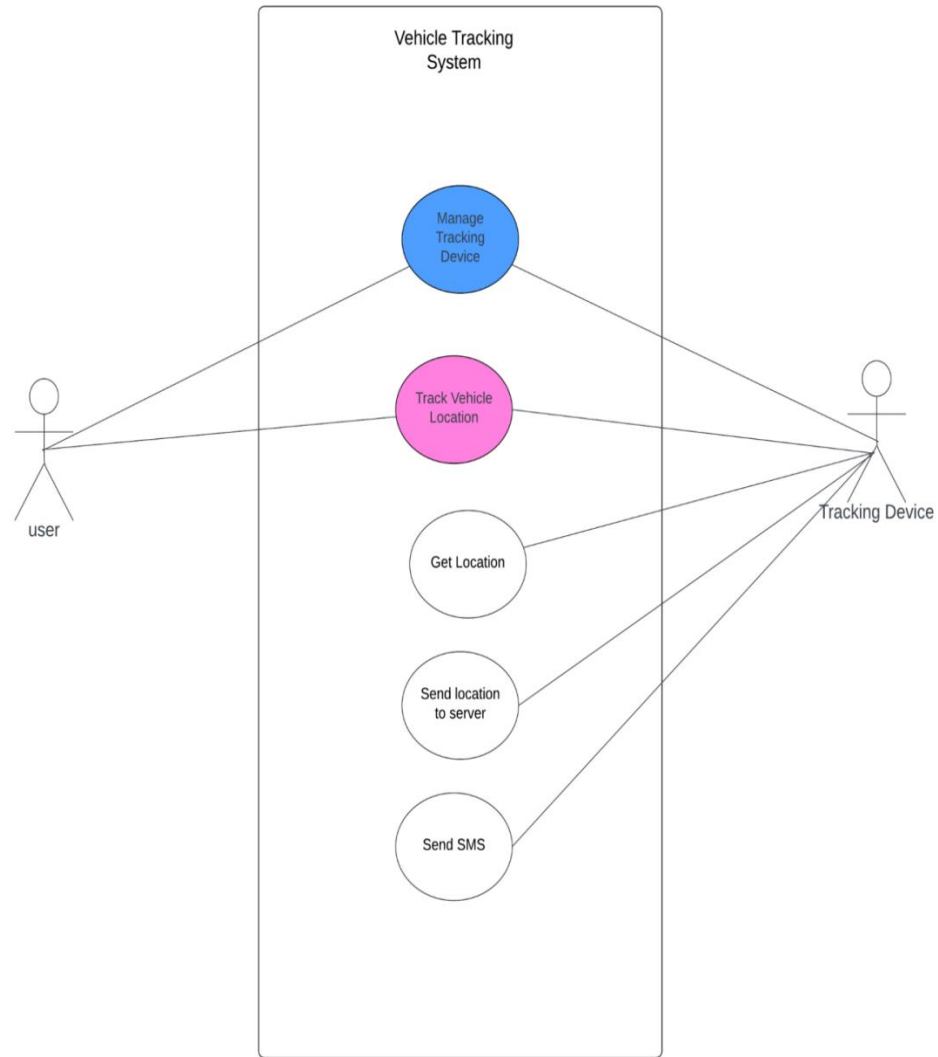 Vehicle Tracking
System
Manage
Tracking
Device
Track Vehicle
Location
user
Tracking Device
Get Location
Send location
to server
Send SMS